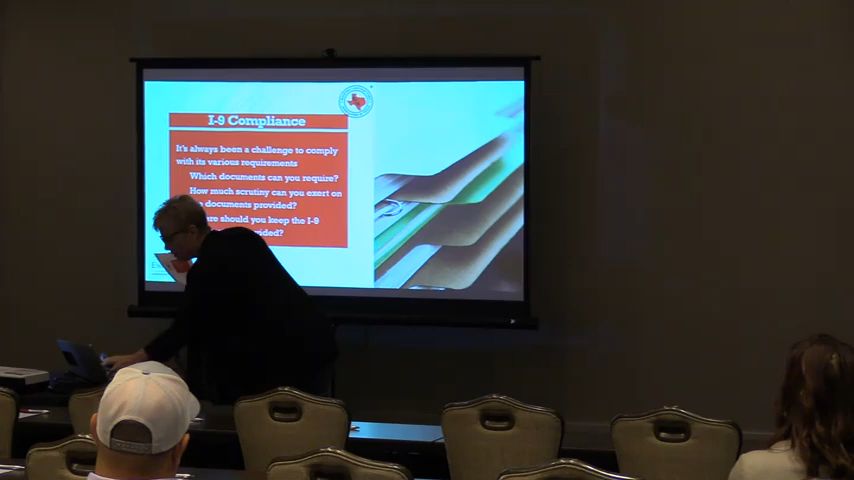 I-9 Compliance
It's always been a challenge to comply
with its various requirements
Which documents can you require?
How much scrutiny can you exert on
documents provided?
should you keep the I-9